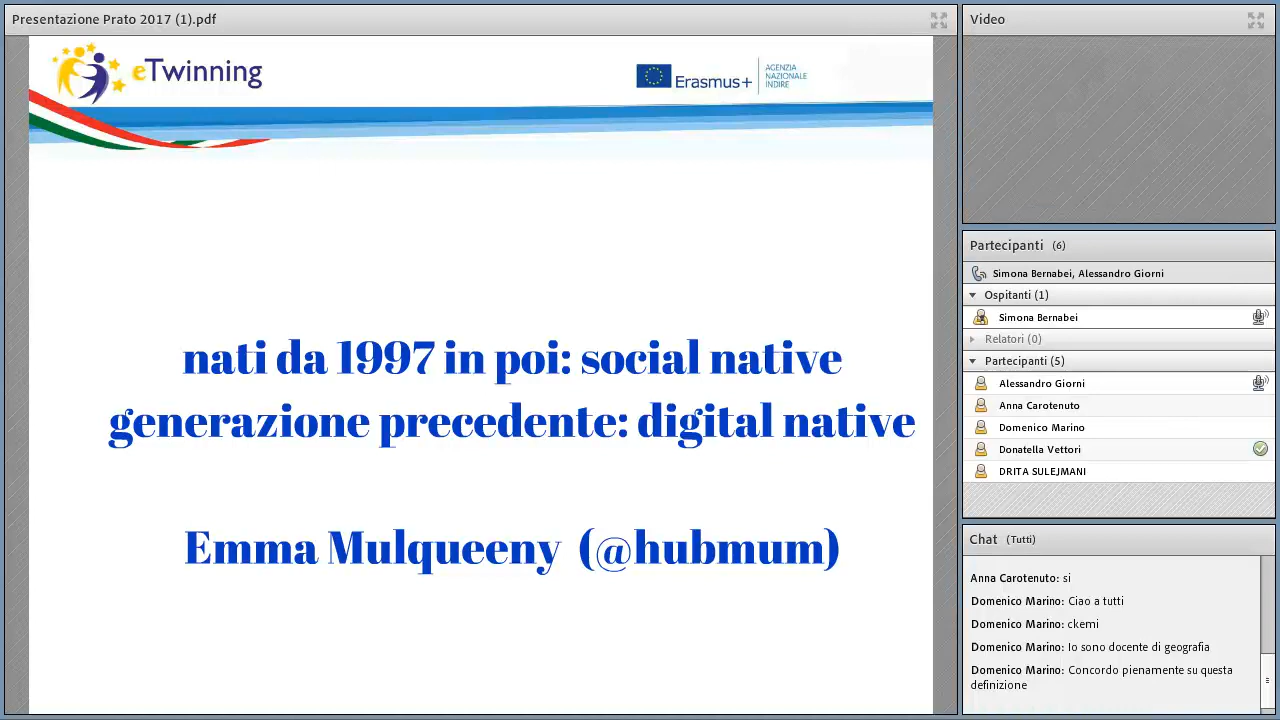 Presentazione Prato 2017 (1).pdf
eTwinning
Erasmus+
AGENZIA
NAZIONALE
INDIRE
nati da 1997 in poi: social native
generazione precedente: digital native
Emma Mulqueeny (@hubmum)
Video
Partecipanti (6)
Simona Bernabei, Alessandro Giorni
Ospitanti (1)
Simona Bernabei
Relatori (0)
Partecipanti (5)
Alessandro Giorni
Anna Carotenuto
Domenico Marino
Donatella Vettori
DRITA SULEJMANI
Chat (Tutti)
Anna Carotenuto: si
Domenico Marino: Ciao a tutti
Domenico Marino: ckemi
Domenico Marino: Io sono docente di geografia
Domenico Marino: Concordo pienamente su questa
definizione